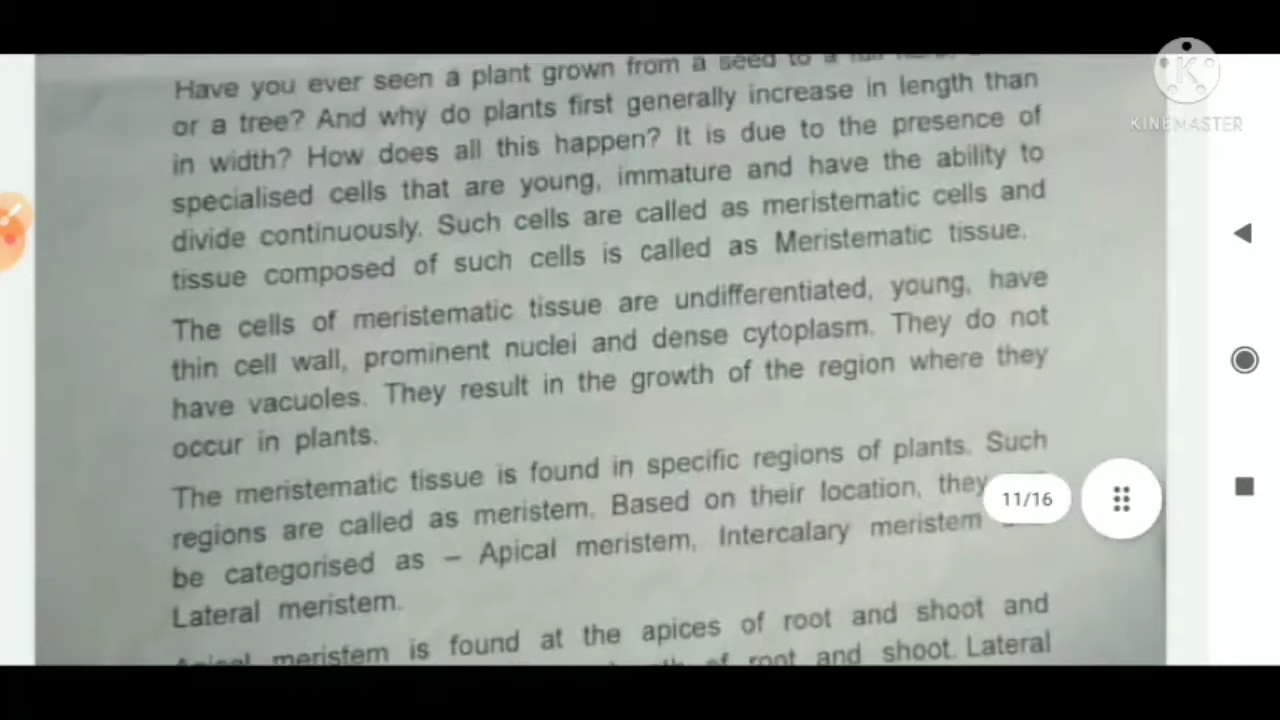 Have you ever seen a plant grown from a seed to a
or a tree? And why do plants first generally increase in length than
in width? How does all this happen? It is due to the presence of
specialised cells that are young, immature and have the ability to
divide continuously. Such cells are called as meristematic cells and
tissue composed of such cells is called as Meristematic tissue.
The cells of meristematic tissue are undifferentiated, young, have
thin cell wall, prominent nuclei and dense cytoplasm. They do not
have vacuoles. They result in the growth of the region where they
occur in plants.
The meristematic tissue is found in specific regions of plants. Such
regions are called as meristem. Based on their location, they
be categorised as – Apical meristem, Intercalary meristem
Lateral meristem.
meristem is found at the apices of root and shoot and
of root and shoot. Lateral
11/16
K
KINEMASTER